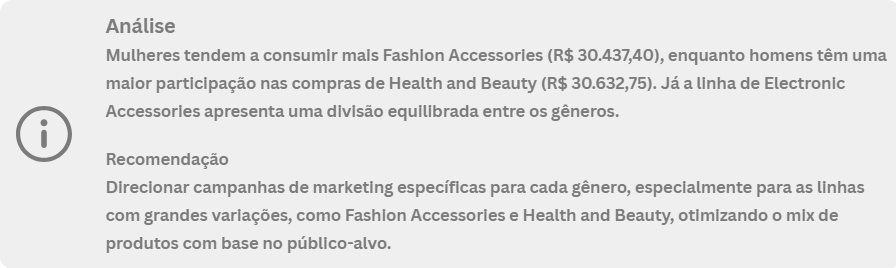 Análise
Mulheres tendem a consumir mais Fashion Accessories (R$ 30.437,40), enquanto homens têm uma
maior participação nas compras de Health and Beauty (R$ 30.632,75). Já a linha de Electronic
Accessories apresenta uma divisão equilibrada entre os gêneros.
Recomendação
Direcionar campanhas de marketing específicas para cada gênero, especialmente para as linhas
com grandes variações, como Fashion Accessories e Health and Beauty, otimizando o mix de
produtos com base no público-alvo.